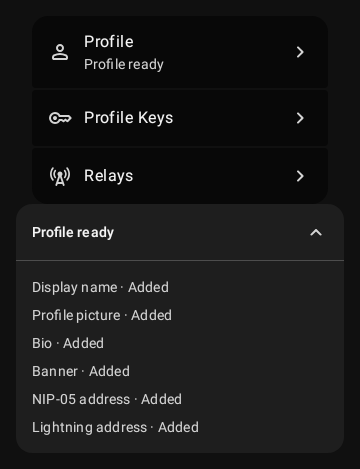 Profile
Profile ready
Profile Keys
Relays
Profile ready
Display name · Added
Profile picture · Added
Bio · Added
Banner · Added
NIP-05 address · Added
Lightning address · Added